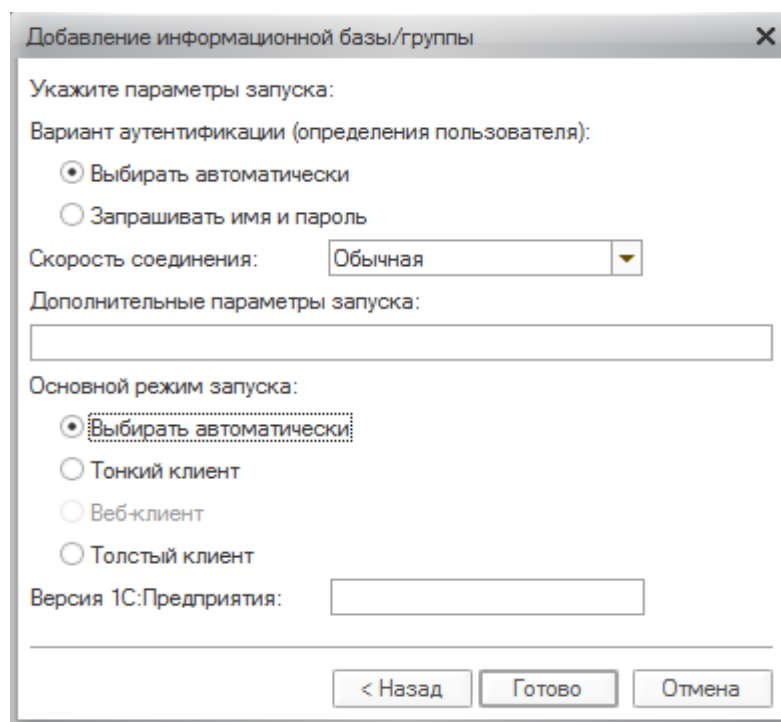 Добавление информационной базы/группы
Укажите параметры запуска:
Вариант аутентификации (определения пользователя):
Выбирать автоматически
Запрашивать имя и пароль
Скорость соединения: Обычная
Дополнительные параметры запуска:
Основной режим запуска:
Выбирать автоматически
Тонкий клиент
Веб-клиент
Толстый клиент
Версия 1С:Предприятия:
< Назад Готово Отмена